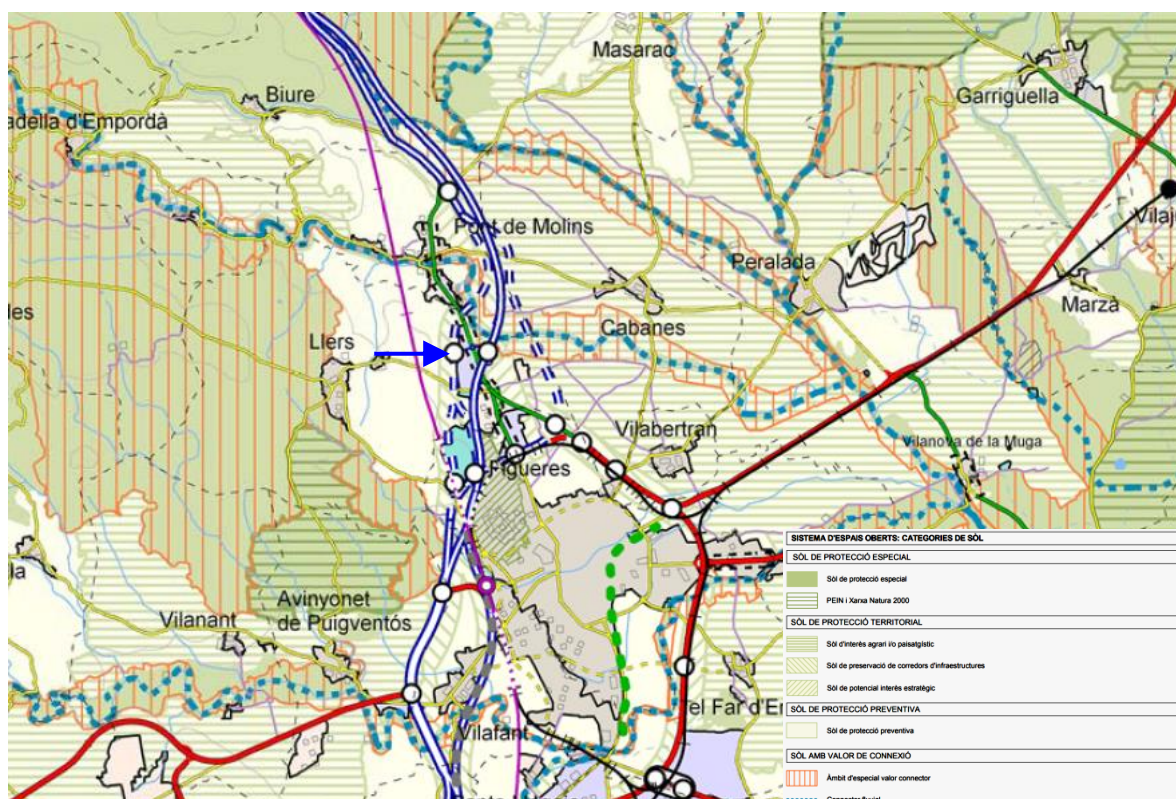 Masarac
Garriguella
Biure
adella d'Empordà
Vilaj
Pont de Molins
Peralada
Marzà
les
Llers
Cabanes
Vilabertran
Vilanova de la Muga
Figueres
la
Avinyonet
de Puigventós
Vilanant
el Far d'E
Vilafant
SISTEMA D'ESPAIS OBERTS: CATEGORIES DE SÒL
SÒL DE PROTECCIÓ ESPECIAL
Sòl de protecció especial
PEIN i Xarxa Natura 2000
SÒL DE PROTECCIÓ TERRITORIAL
Sòl d'interès agrari i/o paisatgístic
Sòl de preservació de corredors d'infraestructures
Sòl de potencial interès estratègic
SÒL DE PROTECCIÓ PREVENTIVA
Sòl de protecció preventiva
SÒL AMB VALOR DE CONNEXIÓ
Àmbit d'especial valor connector
Connector fluvial